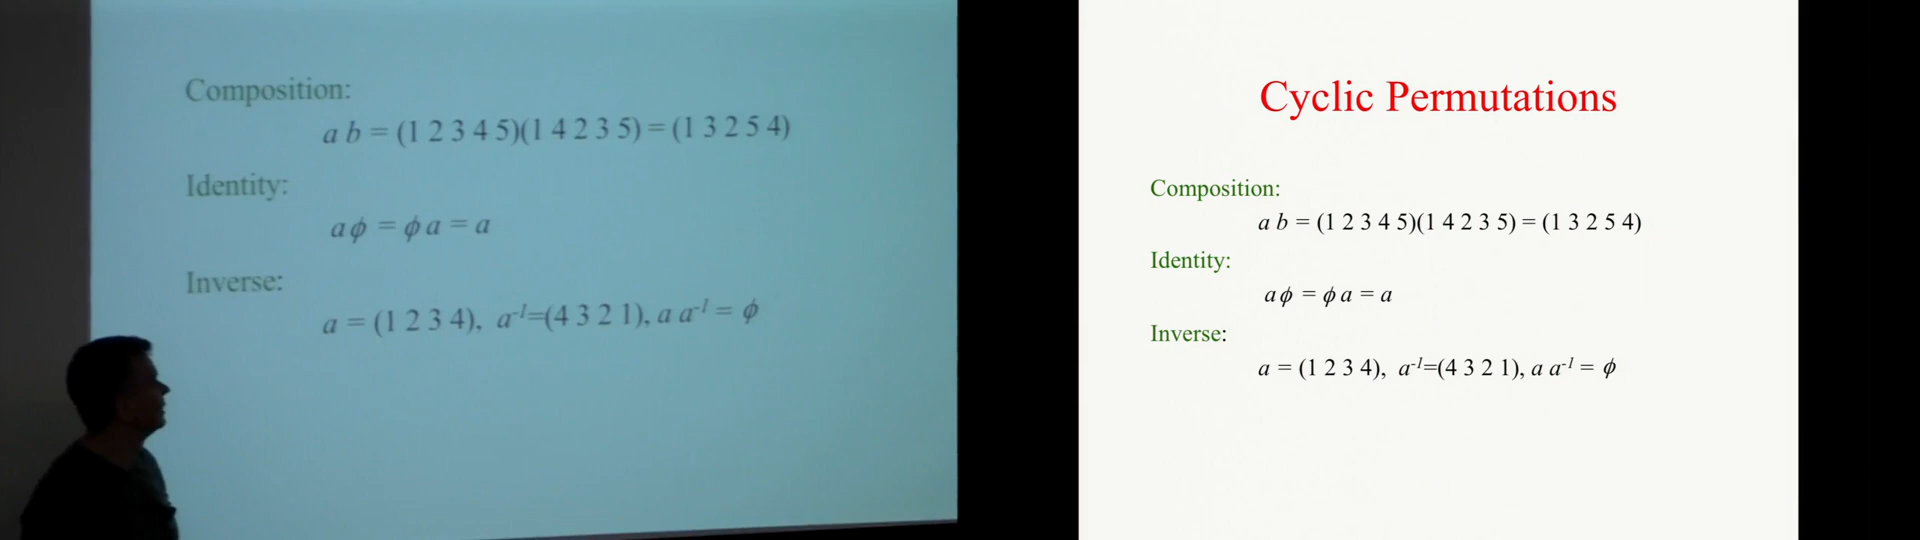 Composition:
a b = (1 2 3 4 5)(1 4 2 3 5) = (1 3 2 5 4)
Identity:
a ϕ = ϕ a = a
Inverse:
a = (1 2 3 4), a⁻¹=(4 3 2 1), a a⁻¹ = ϕ
Cyclic Permutations
Composition:
a b = (1 2 3 4 5)(1 4 2 3 5) = (1 3 2 5 4)
Identity:
a ϕ = ϕ a = a
Inverse:
a = (1 2 3 4), a⁻¹=(4 3 2 1), a a⁻¹ = ϕ